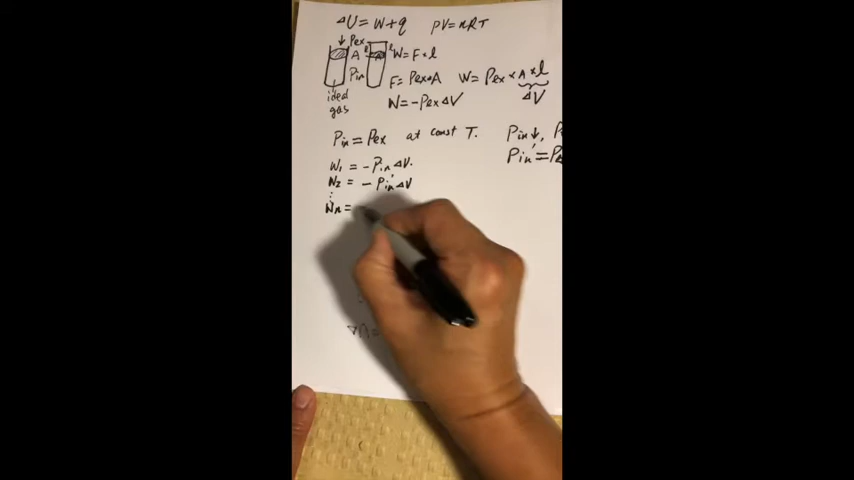 ΔU = W + q PV = nRT
↓ Pex
A l A l W = F × l
Pin
F = Pex × A W = Pex × A × l
ideal gas
W = -Pex ΔV ΔV
Pin = Pex at const T. Pin ↓, P
Pin' = P
W1 = - Pin ΔV.
W2 = - Pin' ΔV
⋮
Wn =